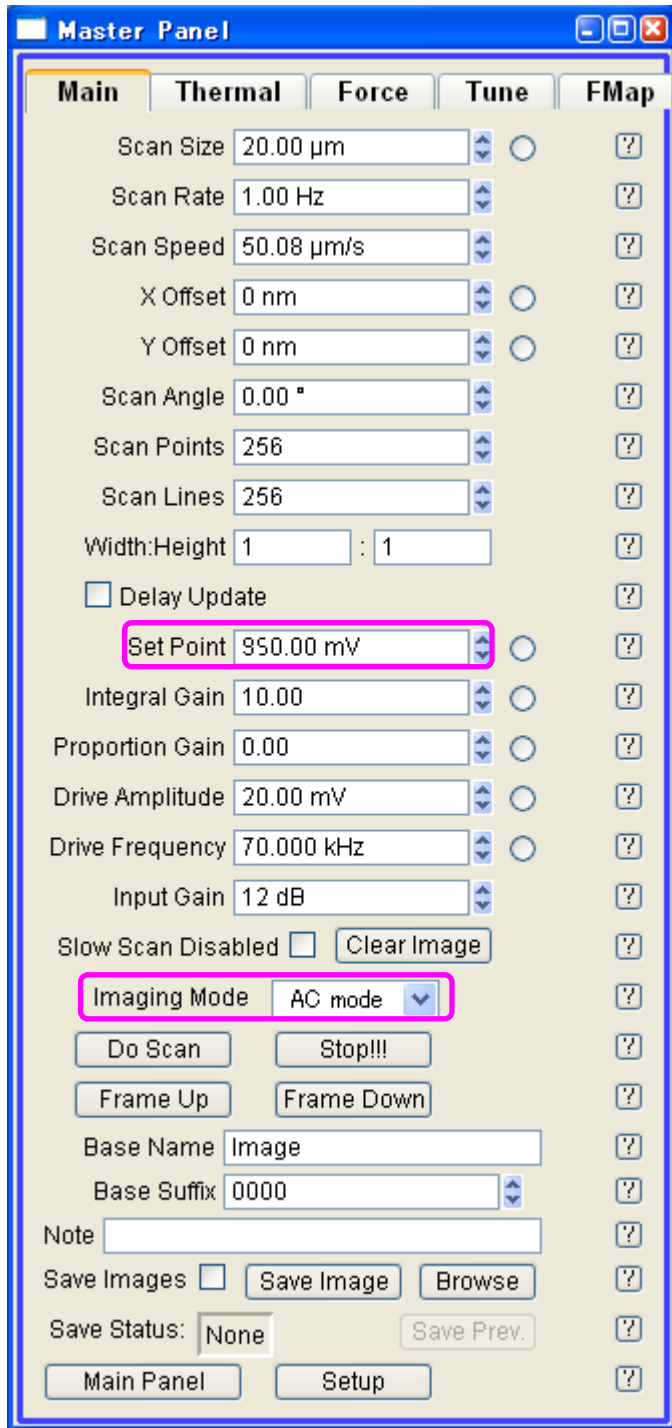 Master Panel
Main Thermal Force Tune FMap
Scan Size 20.00 µm ?
Scan Rate 1.00 Hz ?
Scan Speed 50.08 µm/s ?
X Offset 0 nm ?
Y Offset 0 nm ?
Scan Angle 0.00 ° ?
Scan Points 256 ?
Scan Lines 256 ?
Width:Height 1 : 1 ?
Delay Update ?
Set Point 950.00 mV ?
Integral Gain 10.00 ?
Proportion Gain 0.00 ?
Drive Amplitude 20.00 mV ?
Drive Frequency 70.000 kHz ?
Input Gain 12 dB ?
Slow Scan Disabled Clear Image ?
Imaging Mode AC mode ?
Do Scan Stop!!! ?
Frame Up Frame Down ?
Base Name Image ?
Base Suffix 0000 ?
Note ?
Save Images Save Image Browse ?
Save Status: None Save Prev. ?
Main Panel Setup ?